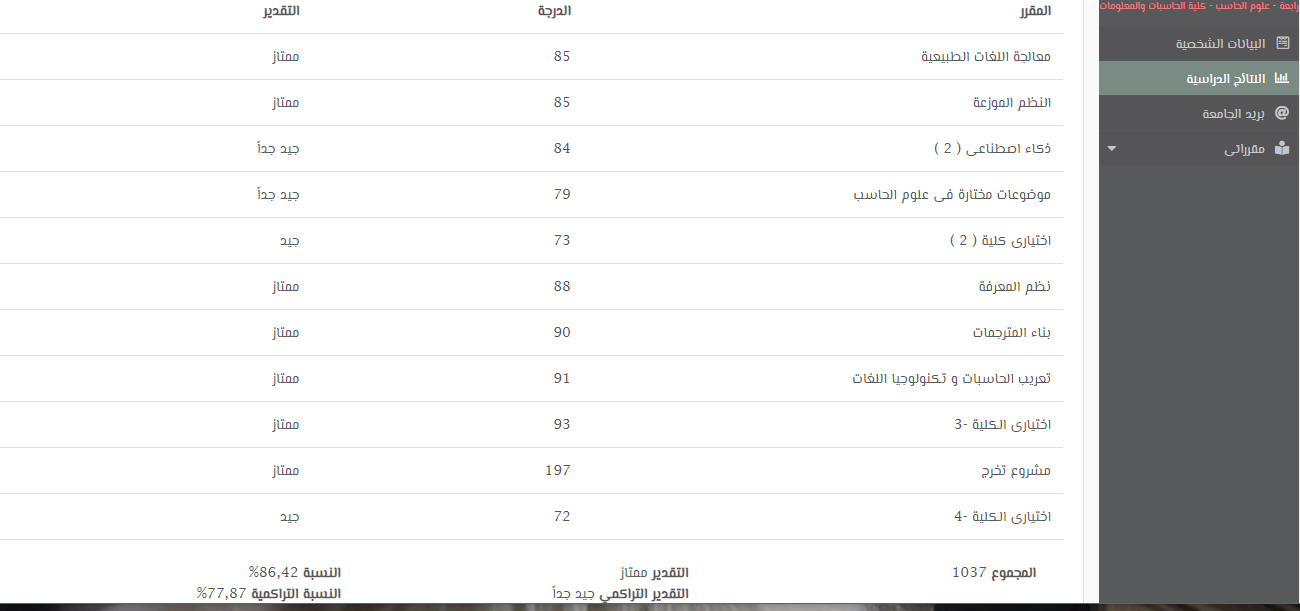 رابعة - علوم الحاسب - كلية الحاسبات والمعلومات
البيانات الشخصية
النتائج الدراسية
بريد الجامعة
مقرراتى
المقرر الدرجة التقدير
معالجة اللغات الطبيعية 85 ممتاز
النظم الموزعة 85 ممتاز
ذكاء اصطناعى ( 2 ) 84 جيد جداً
موضوعات مختارة فى علوم الحاسب 79 جيد جداً
اختيارى كلية ( 2 ) 73 جيد
نظم المعرفة 88 ممتاز
بناء المترجمات 90 ممتاز
تعريب الحاسبات و تكنولوجيا اللغات 91 ممتاز
اختيارى الكلية -3 93 ممتاز
مشروع تخرج 197 ممتاز
اختيارى الكلية -4 72 جيد
المجموع 1037 التقدير ممتاز النسبة 86,42%
التقدير التراكمي جيد جداً النسبة التراكمية 77,87%